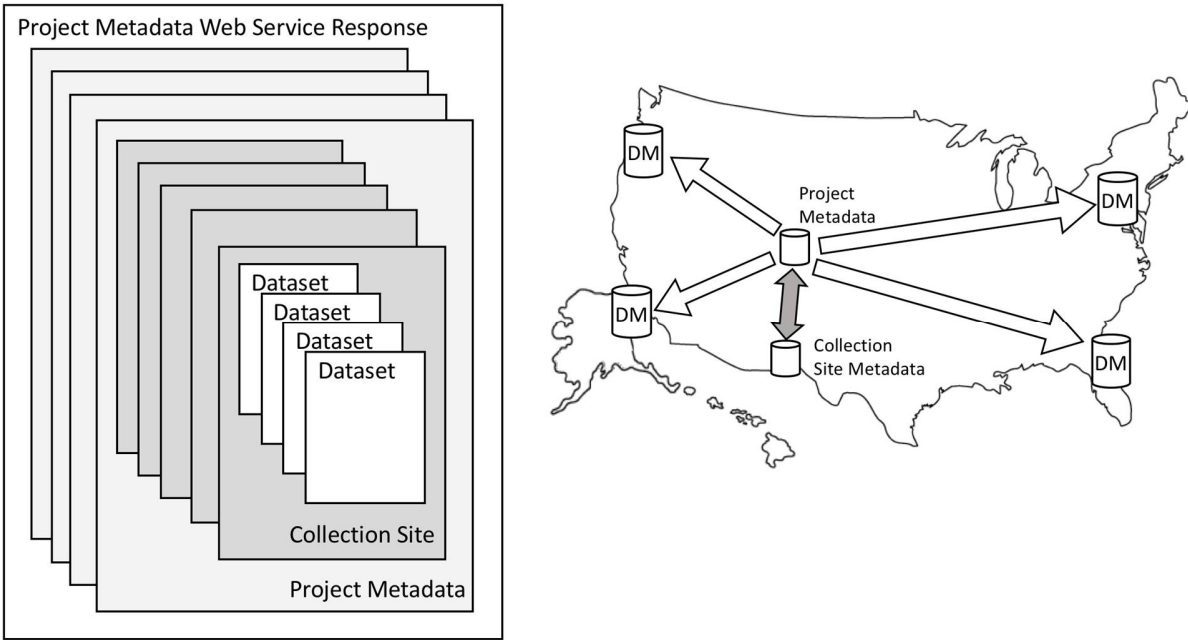 Project Metadata Web Service Response
Dataset
Dataset
Dataset
Dataset
Collection Site
Project Metadata
DM
Project
Metadata
DM
DM
Collection
Site Metadata
DM